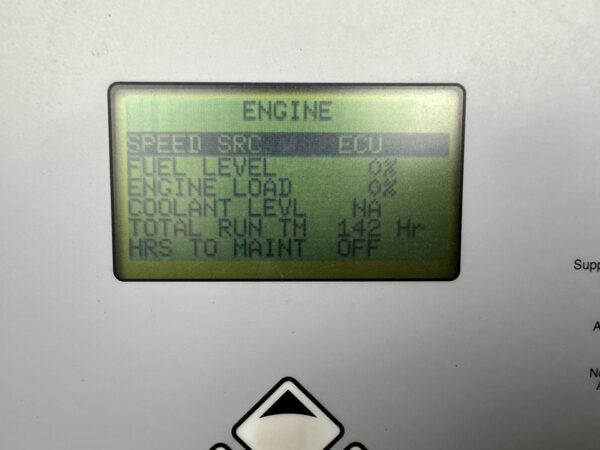 ENGINE
SPEED SRC ECU
FUEL LEVEL 0%
ENGINE LOAD 0%
COOLANT LEVL NA
TOTAL RUN TM 142 Hr
HRS TO MAINT OFF